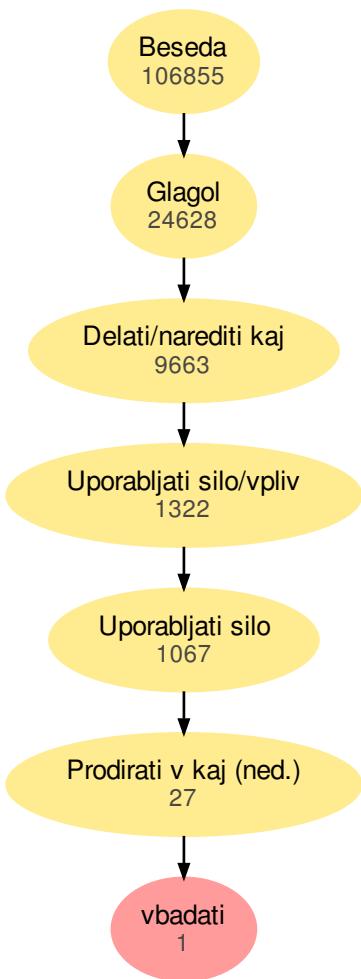 Beseda
106855
Glagol
24628
Delati/narediti kaj
9663
Uporabljati silo/vpliv
1322
Uporabljati silo
1067
Prodirati v kaj (ned.)
27
vbadati
1